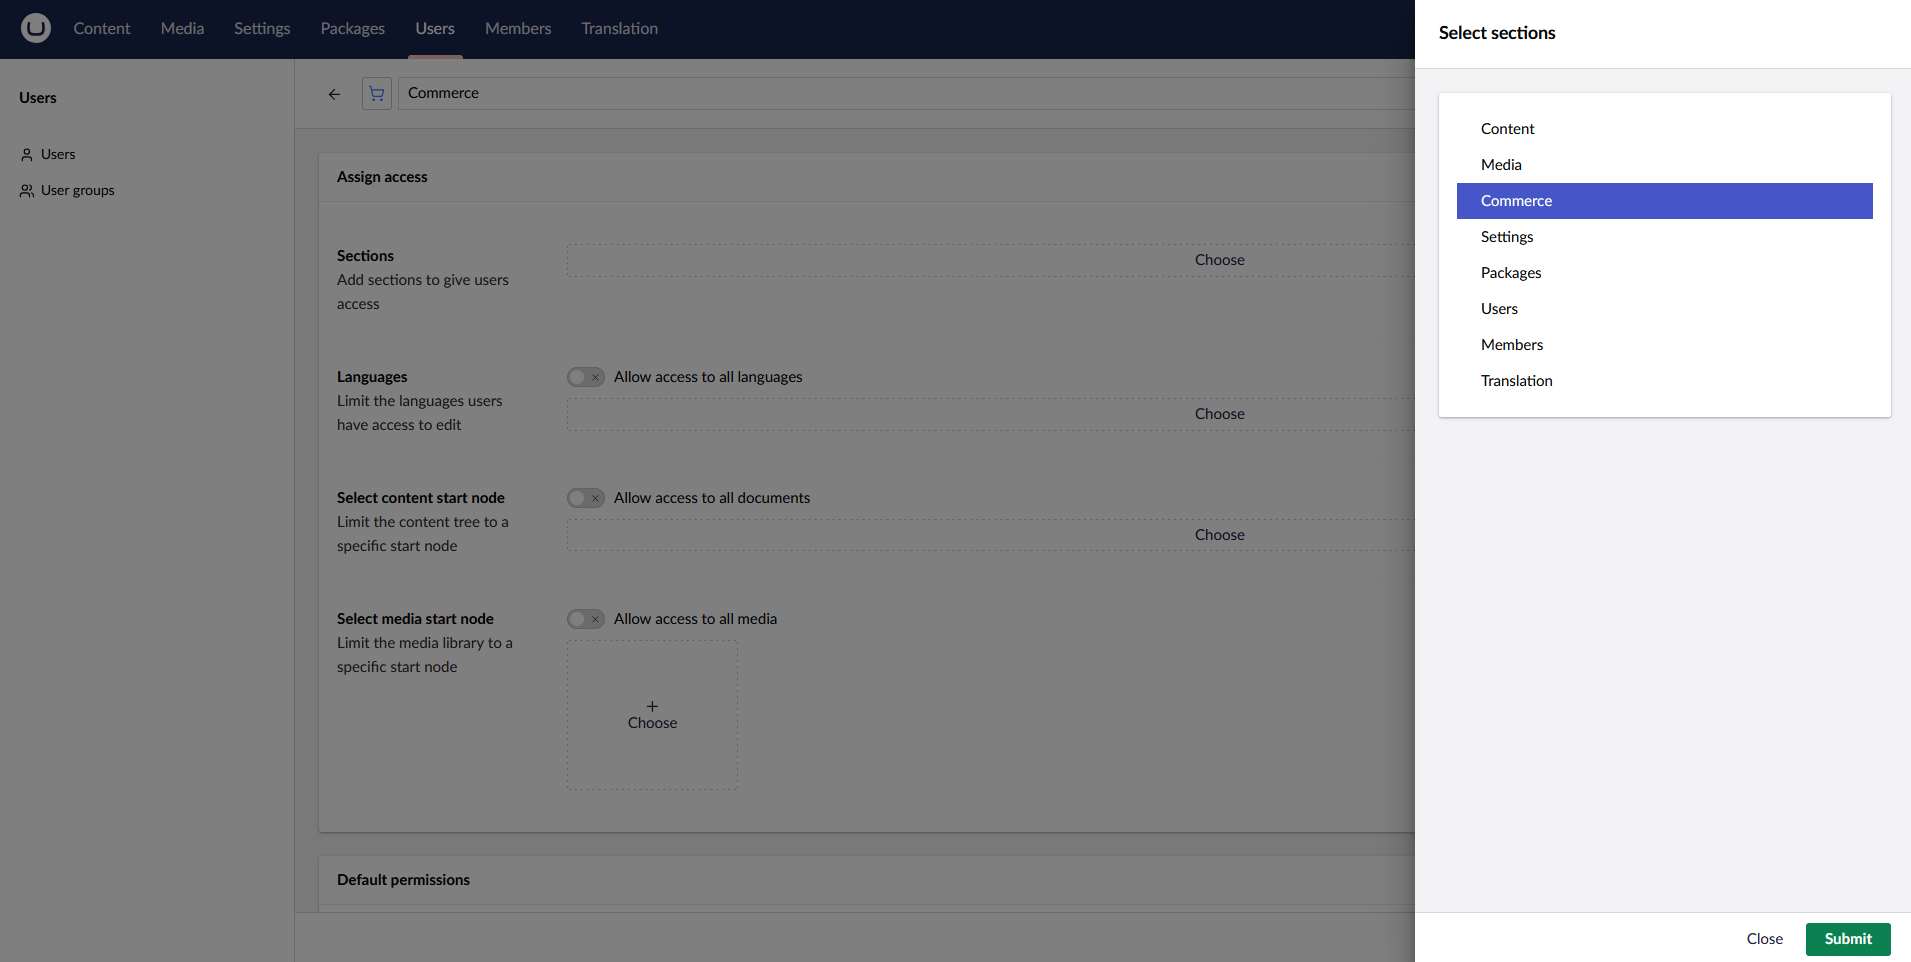 Content Media Settings Packages Users Members Translation
Users
Users
User groups
Commerce
Assign access
Sections
Add sections to give users
access
Choose
Languages
Limit the languages users
have access to edit
Allow access to all languages
Choose
Select content start node
Limit the content tree to a
specific start node
Allow access to all documents
Choose
Select media start node
Limit the media library to a
specific start node
Allow access to all media
Choose
Default permissions
Select sections
Content
Media
Commerce
Settings
Packages
Users
Members
Translation
Close Submit